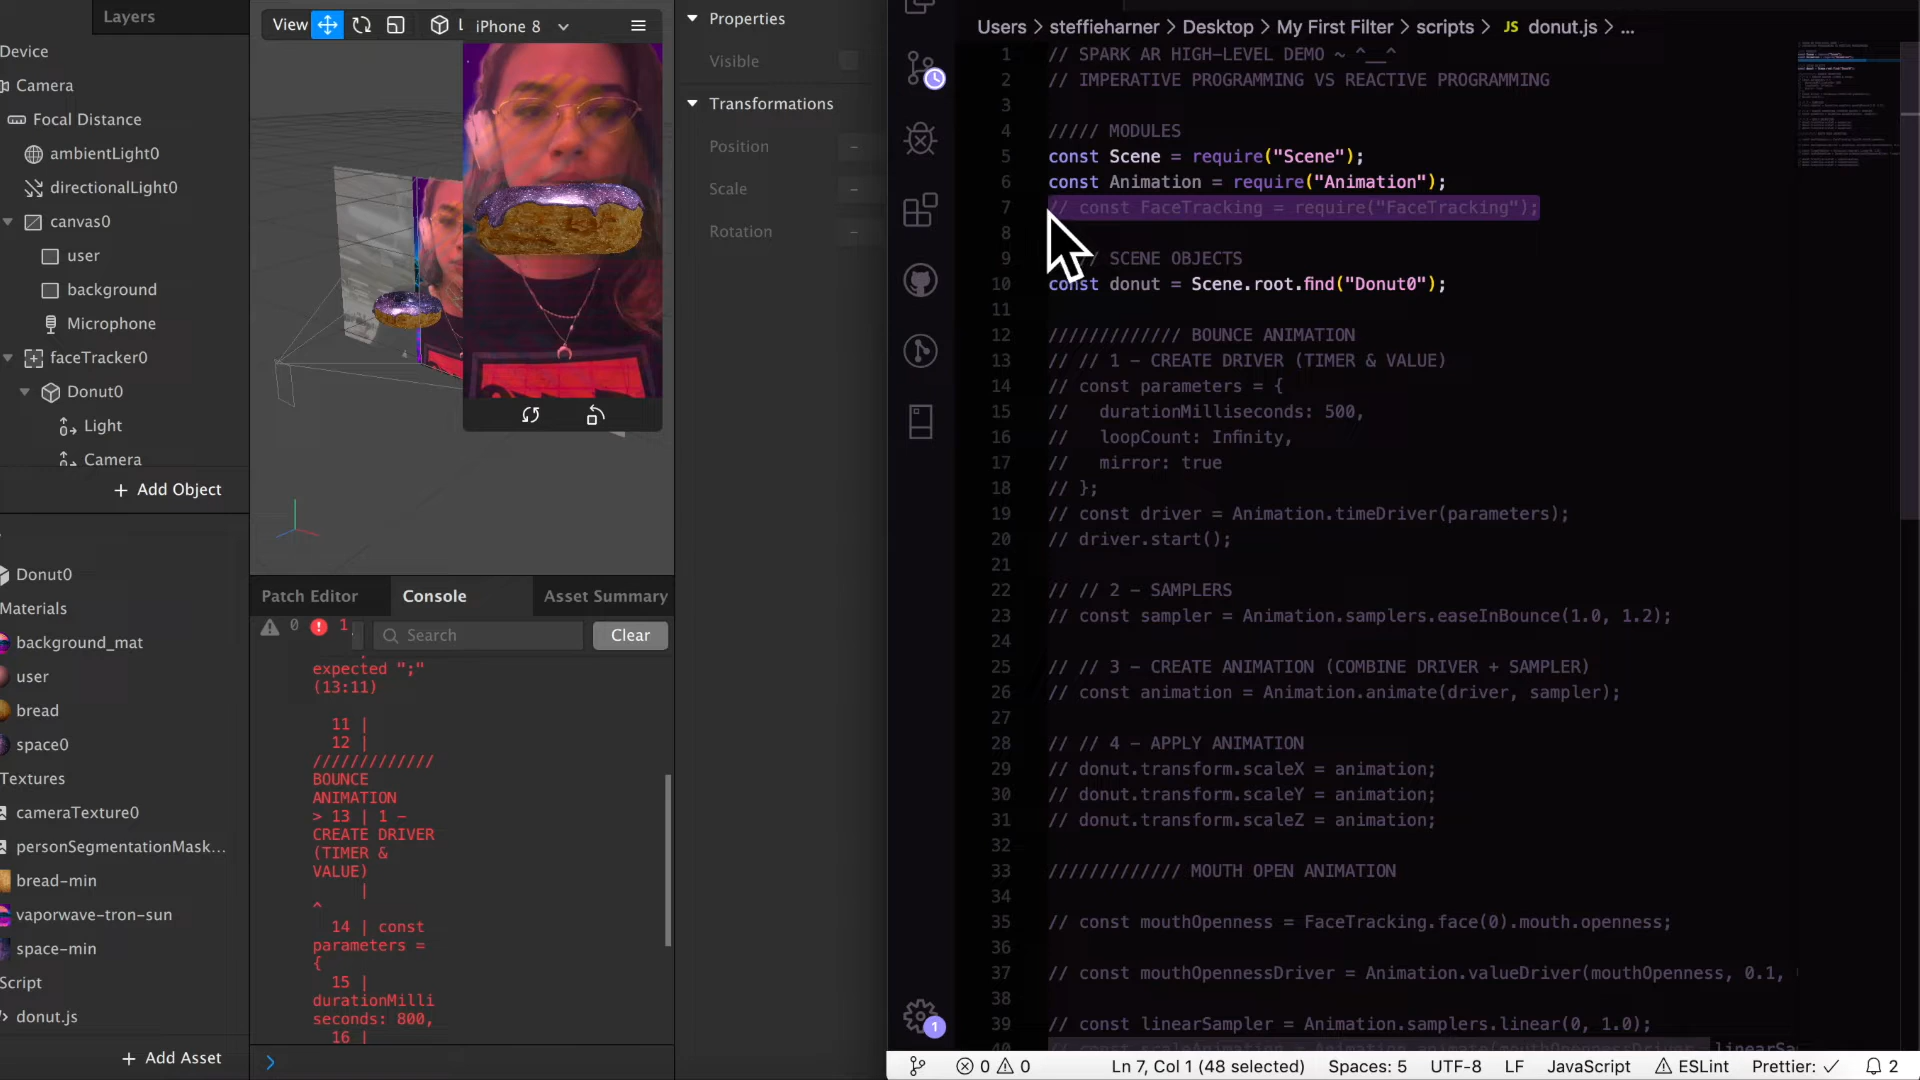 Layers
Device
Camera
Focal Distance
ambientLight0
directionalLight0
canvas0
user
background
Microphone
faceTracker0
Donut0
Light
Camera
+ Add Object
Donut0
Materials
background_mat
user
bread
space0
Textures
cameraTexture0
personSegmentationMask...
bread-min
vaporwave-tron-sun
space-min
Script
donut.js
+ Add Asset
View
L
iPhone 8
Patch Editor
Console
Asset Summary
0
1
Search
Clear
expected ";"
(13:11)
11 |
12 |
/////////////
BOUNCE
ANIMATION
> 13 | 1 -
CREATE DRIVER
(TIMER &
VALUE)
|
^
14 | const
parameters =
{
15 |
durationMilli
seconds: 800,
16 |
Properties
Visible
Transformations
Position
–
Scale
–
Rotation
–
Users > steffieharner > Desktop > My First Filter > scripts > JS donut.js > ...
1 // SPARK AR HIGH-LEVEL DEMO ~ ^__^
2 // IMPERATIVE PROGRAMMING VS REACTIVE PROGRAMMING
3
4 ///// MODULES
5 const Scene = require("Scene");
6 const Animation = require("Animation");
7 // const FaceTracking = require("FaceTracking");
8
9 // SCENE OBJECTS
10 const donut = Scene.root.find("Donut0");
11
12 ///////////// BOUNCE ANIMATION
13 // // 1 – CREATE DRIVER (TIMER & VALUE)
14 // const parameters = {
15 //   durationMilliseconds: 500,
16 //   loopCount: Infinity,
17 //   mirror: true
18 // };
19 // const driver = Animation.timeDriver(parameters);
20 // driver.start();
21
22 // // 2 – SAMPLERS
23 // const sampler = Animation.samplers.easeInBounce(1.0, 1.2);
24
25 // // 3 – CREATE ANIMATION (COMBINE DRIVER + SAMPLER)
26 // const animation = Animation.animate(driver, sampler);
27
28 // // 4 – APPLY ANIMATION
29 // donut.transform.scaleX = animation;
30 // donut.transform.scaleY = animation;
31 // donut.transform.scaleZ = animation;
32
33 ///////////// MOUTH OPEN ANIMATION
34
35 // const mouthOpenness = FaceTracking.face(0).mouth.openness;
36
37 // const mouthOpennessDriver = Animation.valueDriver(mouthOpenness, 0.1,
38
39 // const linearSampler = Animation.samplers.linear(0, 1.0);
40 // const scaleAnimation = Animation.animate(mouthOpennessDriver, linearSa
1
0 0
Ln 7, Col 1 (48 selected)
Spaces: 5
UTF-8
LF
JavaScript
ESLint
Prettier: ✓
2